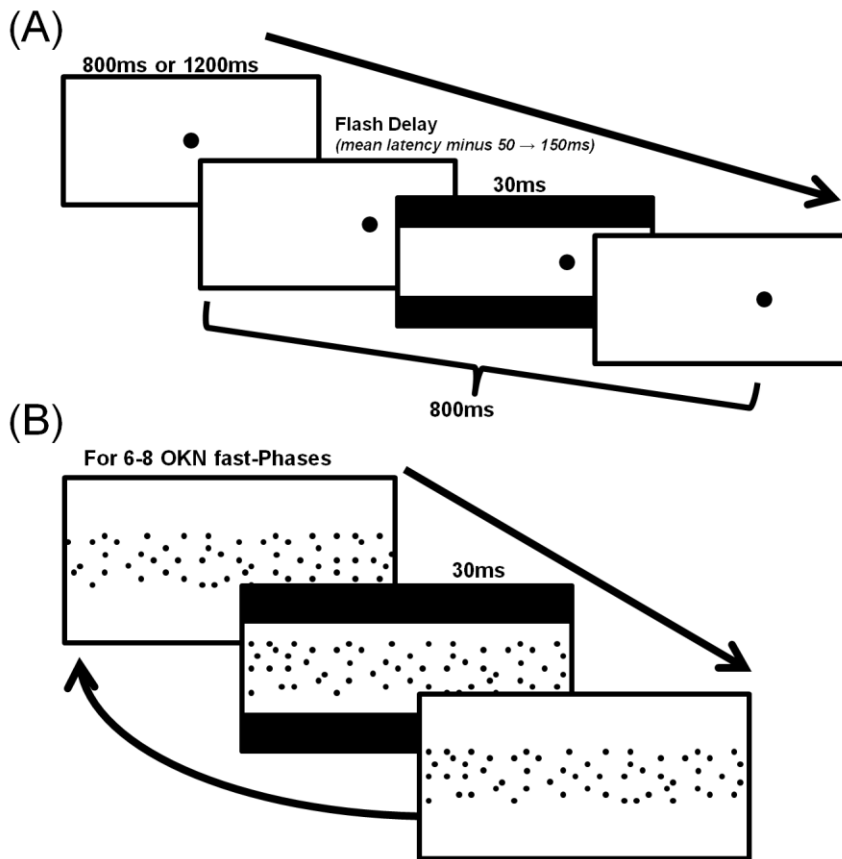 (A)
800ms or 1200ms
Flash Delay
(mean latency minus 50 → 150ms)
30ms
800ms
(B)
For 6-8 OKN fast-Phases
30ms